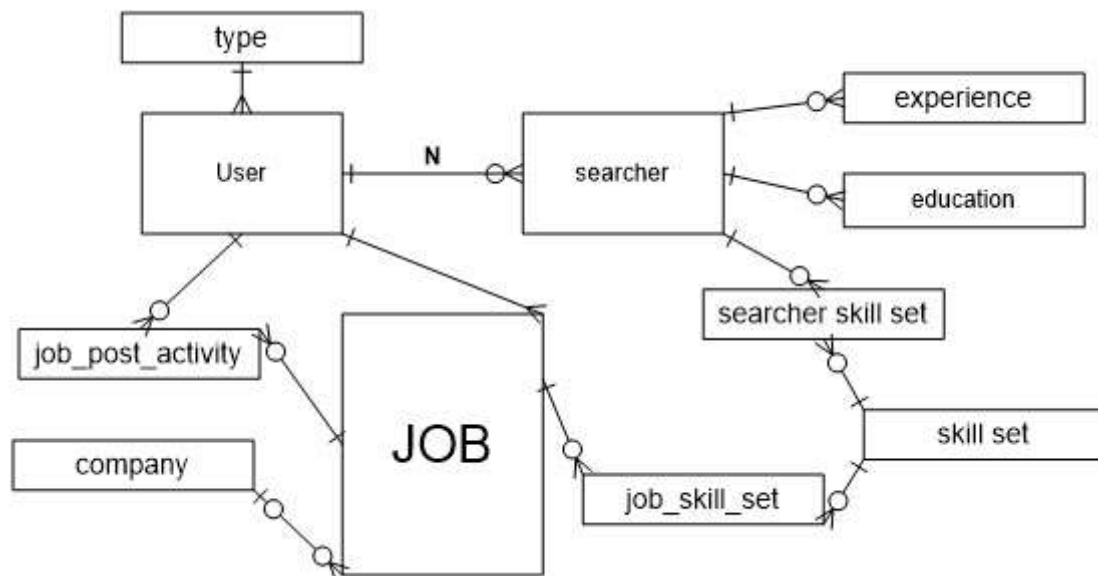 type
User
N
searcher
experience
education
searcher skill set
job_post_activity
JOB
company
skill set
job_skill_set